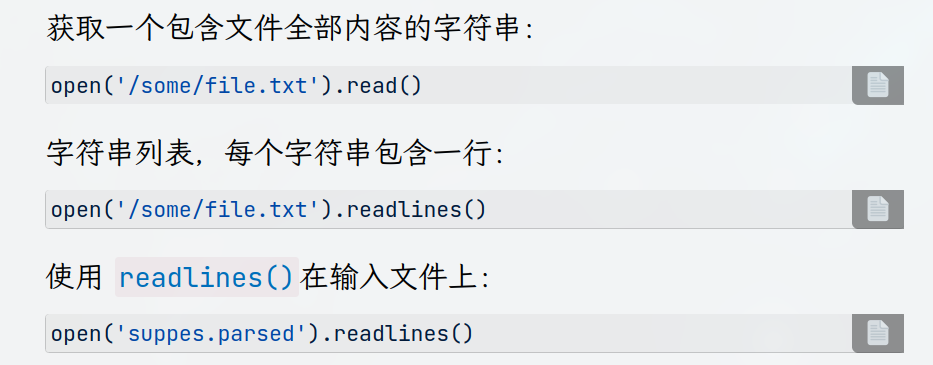 获取一个包含文件全部内容的字符串：
open('/some/file.txt').read()
字符串列表，每个字符串包含一行：
open('/some/file.txt').readlines()
使用 readlines()在输入文件上：
open('suppes.parsed').readlines()